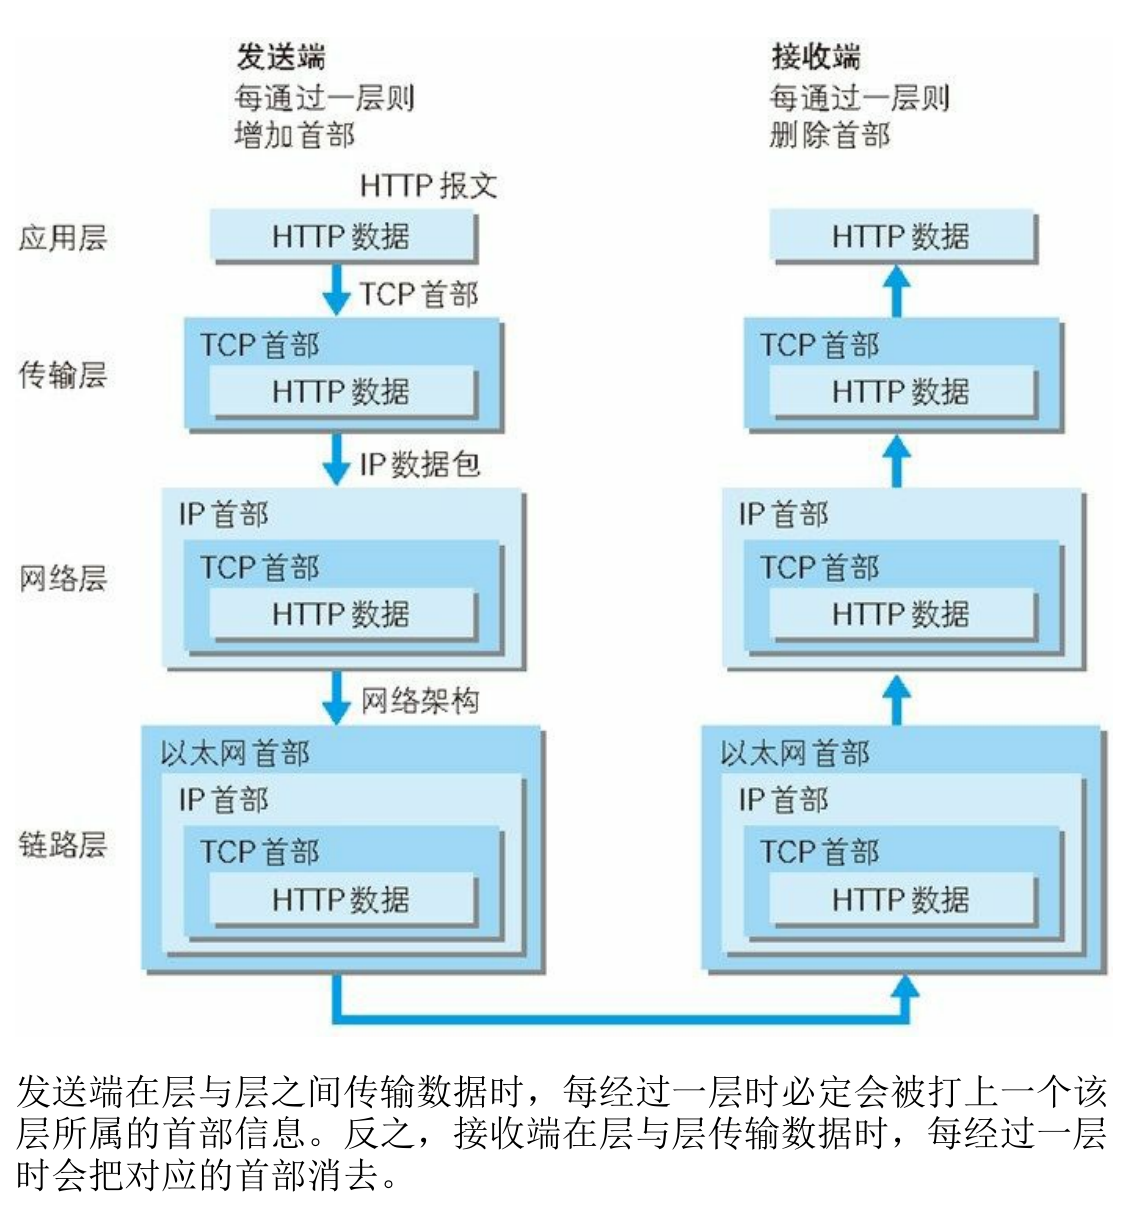 发送端
每通过一层则
增加首部
接收端
每通过一层则
删除首部
HTTP 报文
应用层
HTTP 数据
HTTP 数据
TCP 首部
传输层
TCP 首部
HTTP 数据
TCP 首部
HTTP 数据
IP 数据包
网络层
IP 首部
TCP 首部
HTTP 数据
IP 首部
TCP 首部
HTTP 数据
网络架构
链路层
以太网首部
IP 首部
TCP 首部
HTTP 数据
以太网首部
IP 首部
TCP 首部
HTTP 数据
发送端在层与层之间传输数据时，每经过一层时必定会被打上一个该
层所属的首部信息。反之，接收端在层与层传输数据时，每经过一层
时会把对应的首部消去。